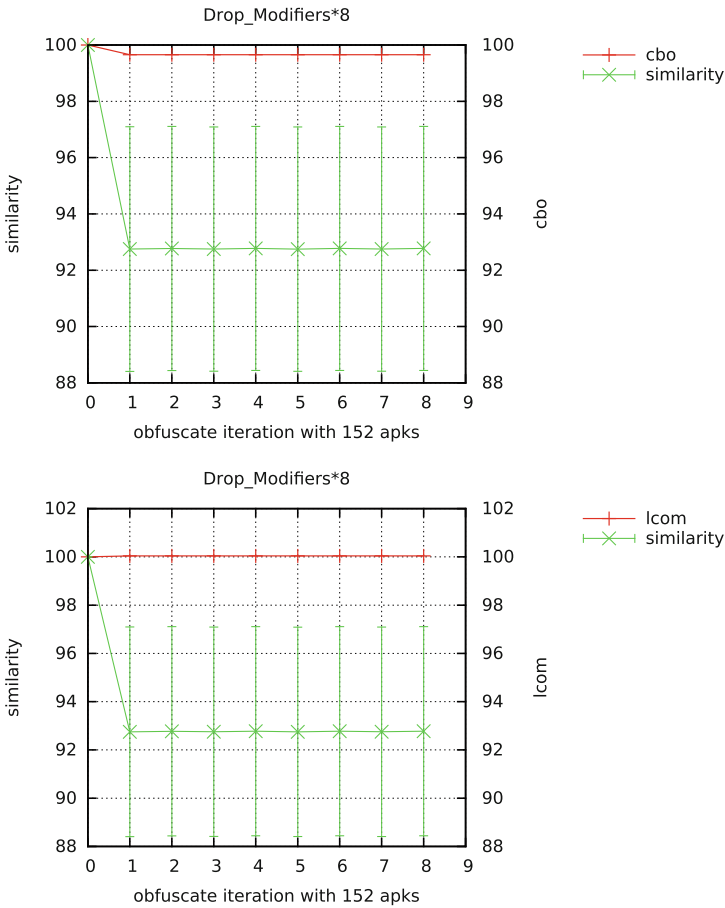 Drop_Modifiers*8
100 100
98 98
96 96
94 94
92 92
90 90
88 88
0 1 2 3 4 5 6 7 8 9
similarity
cbo
obfuscate iteration with 152 apks
cbo
similarity
Drop_Modifiers*8
102 102
100 100
98 98
96 96
94 94
92 92
90 90
88 88
0 1 2 3 4 5 6 7 8 9
similarity
lcom
obfuscate iteration with 152 apks
lcom
similarity